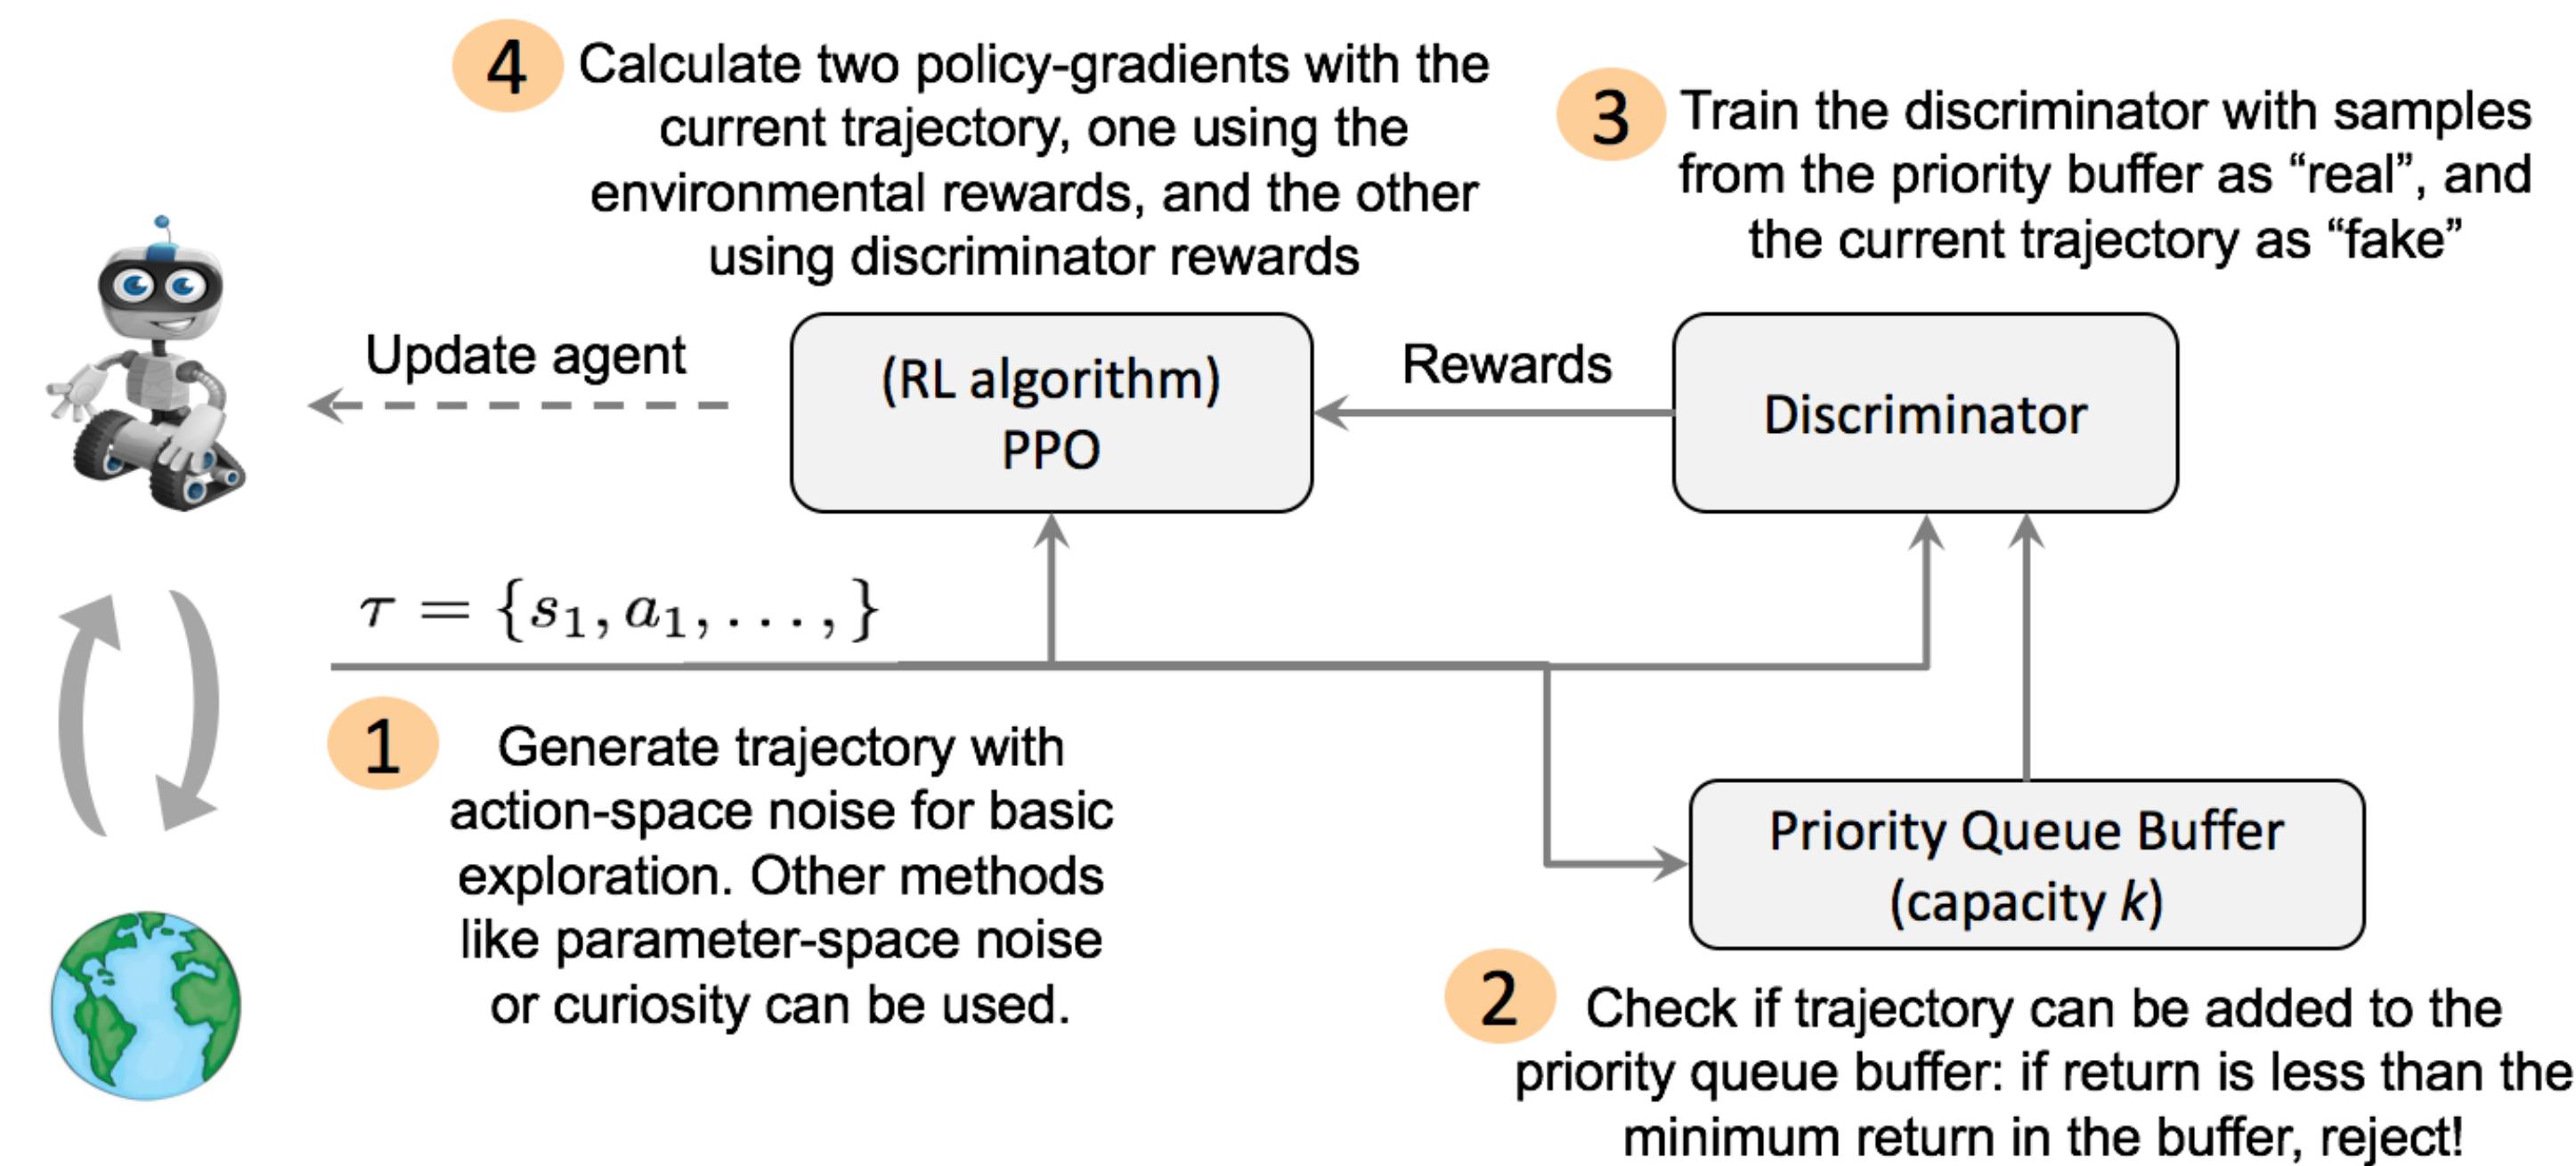 4
Calculate two policy-gradients with the
current trajectory, one using the
environmental rewards, and the other
using discriminator rewards
3
Train the discriminator with samples
from the priority buffer as “real”, and
the current trajectory as “fake”
Update agent
(RL algorithm)
PPO
Rewards
Discriminator
τ = {s₁, a₁, . . . , }
1
Generate trajectory with
action-space noise for basic
exploration. Other methods
like parameter-space noise
or curiosity can be used.
Priority Queue Buffer
(capacity k)
2
Check if trajectory can be added to the
priority queue buffer: if return is less than the
minimum return in the buffer, reject!